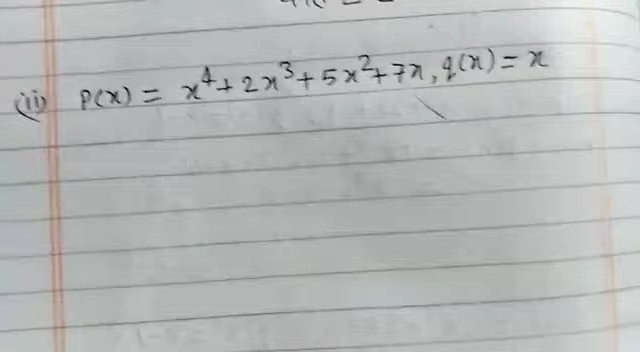 (ii) P(x) = x⁴ + 2x³ + 5x² + 7x, q(x) = x